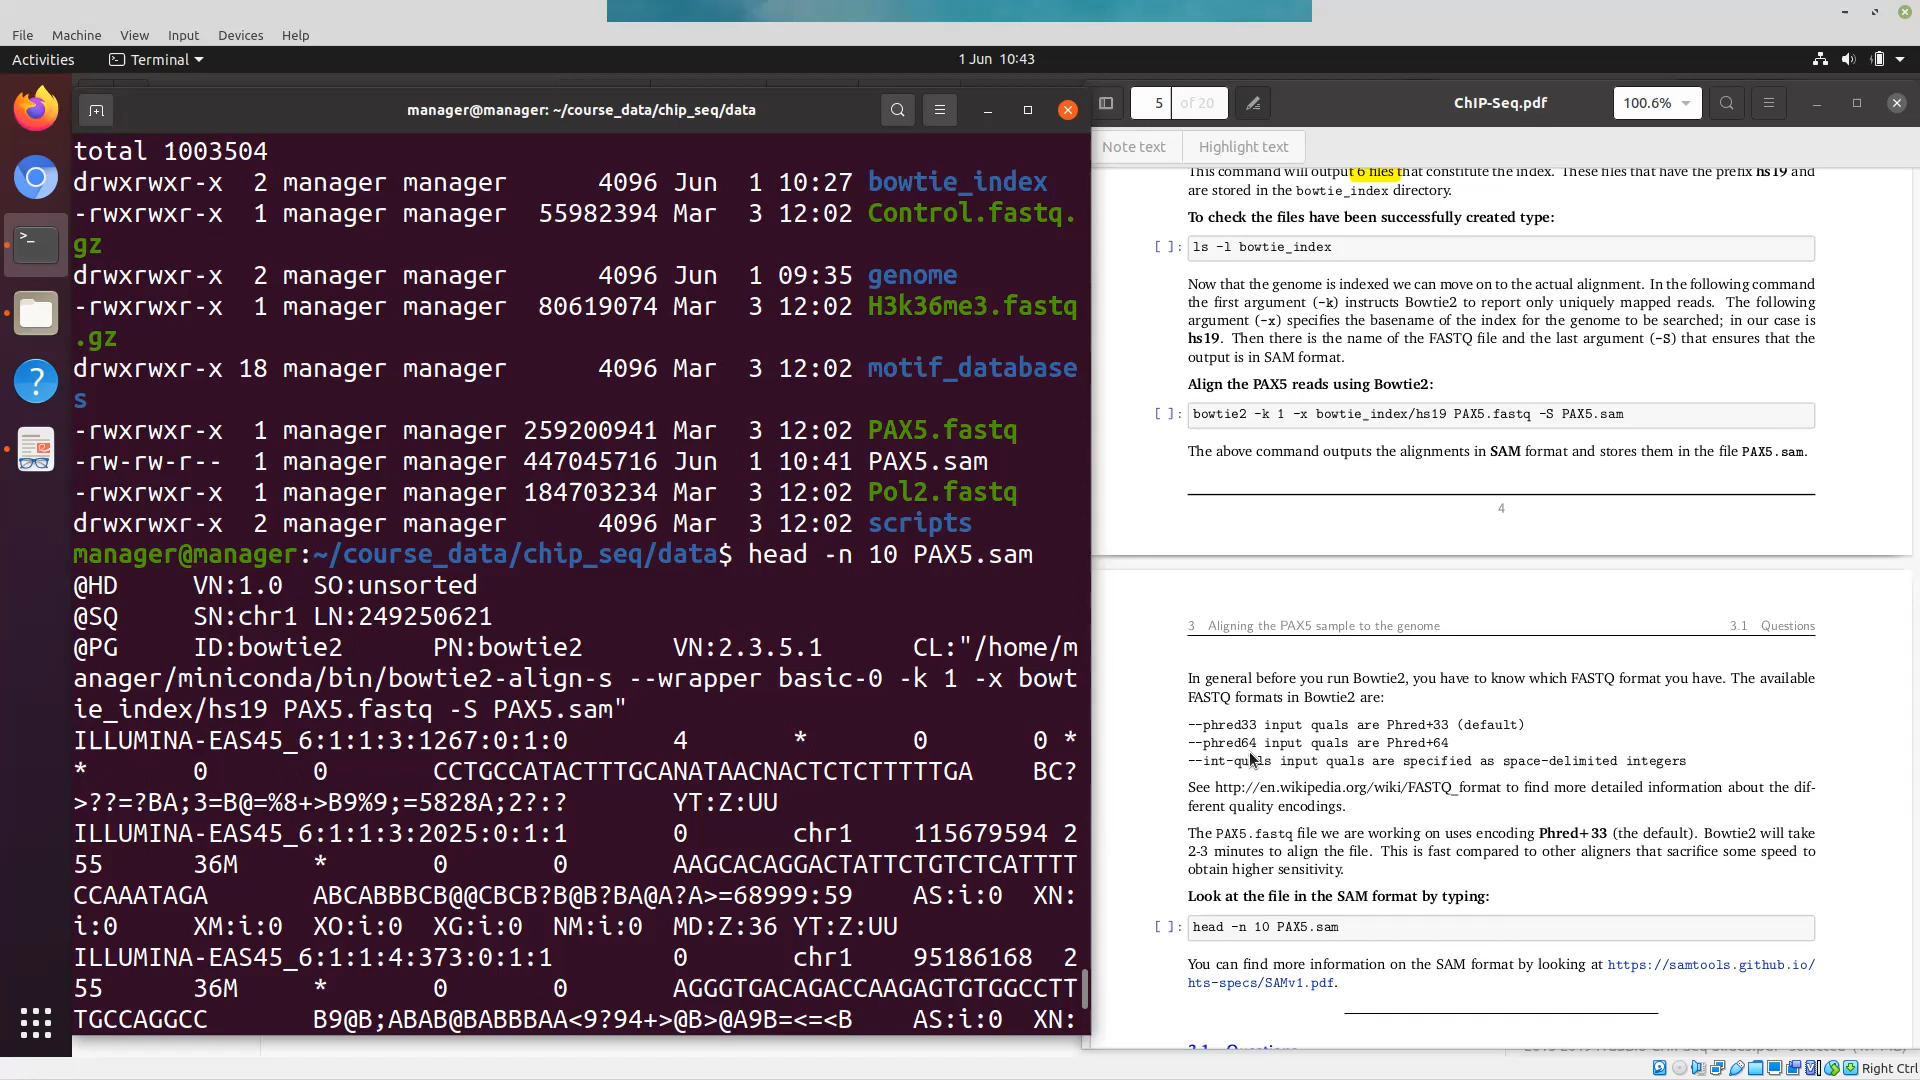 File Machine View Input Devices Help
Activities Terminal 1 Jun 10:43
manager@manager: ~/course_data/chip_seq/data
total 1003504
drwxrwxr-x 2 manager manager 4096 Jun 1 10:27 bowtie_index
-rwxrwxr-x 1 manager manager 55982394 Mar 3 12:02 Control.fastq.
gz
drwxrwxr-x 2 manager manager 4096 Jun 1 09:35 genome
-rwxrwxr-x 1 manager manager 80619074 Mar 3 12:02 H3k36me3.fastq
.gz
drwxrwxr-x 18 manager manager 4096 Mar 3 12:02 motif_database
s
-rwxrwxr-x 1 manager manager 259200941 Mar 3 12:02 PAX5.fastq
-rw-rw-r-- 1 manager manager 447045716 Jun 1 10:41 PAX5.sam
-rwxrwxr-x 1 manager manager 184703234 Mar 3 12:02 Pol2.fastq
drwxrwxr-x 2 manager manager 4096 Mar 3 12:02 scripts
manager@manager:~/course_data/chip_seq/data$ head -n 10 PAX5.sam
@HD VN:1.0 SO:unsorted
@SQ SN:chr1 LN:249250621
@PG ID:bowtie2 PN:bowtie2 VN:2.3.5.1 CL:"/home/m
anager/miniconda/bin/bowtie2-align-s --wrapper basic-0 -k 1 -x bowt
ie_index/hs19 PAX5.fastq -S PAX5.sam"
ILLUMINA-EAS45_6:1:1:3:1267:0:1:0 4 * 0 0 *
* 0 0 CCTGCCATACTTTGCANATAACNACTCTCTTTTTGA BC?
>??=?BA;3=B@=%8+>B9%9;=5828A;2?:? YT:Z:UU
ILLUMINA-EAS45_6:1:1:3:2025:0:1:1 0 chr1 115679594 2
55 36M * 0 0 AAGCACAGGACTATTCTGTCTCATTTT
CCAAATAGA ABCABBBCB@@CBCB?B@B?BA@A?A>=68999:59 AS:i:0 XN:
i:0 XM:i:0 XO:i:0 XG:i:0 NM:i:0 MD:Z:36 YT:Z:UU
ILLUMINA-EAS45_6:1:1:4:373:0:1:1 0 chr1 95186168 2
55 36M * 0 0 AGGGTGACAGACCAAGAGTGTGGCCTT
TGCCAGGCC B9@B;ABAB@BABBBAA<9?94+>@B>@A9B=<=<B AS:i:0 XN:
5 of 20 ChIP-Seq.pdf 100.6%
Note text Highlight text
This command will output 6 files that constitute the index. These files that have the prefix hs19 and
are stored in the bowtie_index directory.
To check the files have been successfully created type:
[ ]: ls -l bowtie_index
Now that the genome is indexed we can move on to the actual alignment. In the following command
the first argument (-k) instructs Bowtie2 to report only uniquely mapped reads. The following
argument (-x) specifies the basename of the index for the genome to be searched; in our case is
hs19. Then there is the name of the FASTQ file and the last argument (-S) that ensures that the
output is in SAM format.
Align the PAX5 reads using Bowtie2:
[ ]: bowtie2 -k 1 -x bowtie_index/hs19 PAX5.fastq -S PAX5.sam
The above command outputs the alignments in SAM format and stores them in the file PAX5.sam.
4
3 Aligning the PAX5 sample to the genome 3.1 Questions
In general before you run Bowtie2, you have to know which FASTQ format you have. The available
FASTQ formats in Bowtie2 are:
--phred33 input quals are Phred+33 (default)
--phred64 input quals are Phred+64
--int-quals input quals are specified as space-delimited integers
See http://en.wikipedia.org/wiki/FASTQ_format to find more detailed information about the dif-
ferent quality encodings.
The PAX5.fastq file we are working on uses encoding Phred+33 (the default). Bowtie2 will take
2-3 minutes to align the file. This is fast compared to other aligners that sacrifice some speed to
obtain higher sensitivity.
Look at the file in the SAM format by typing:
[ ]: head -n 10 PAX5.sam
You can find more information on the SAM format by looking at https://samtools.github.io/
hts-specs/SAMv1.pdf.
3.1 Questions
Right Ctrl